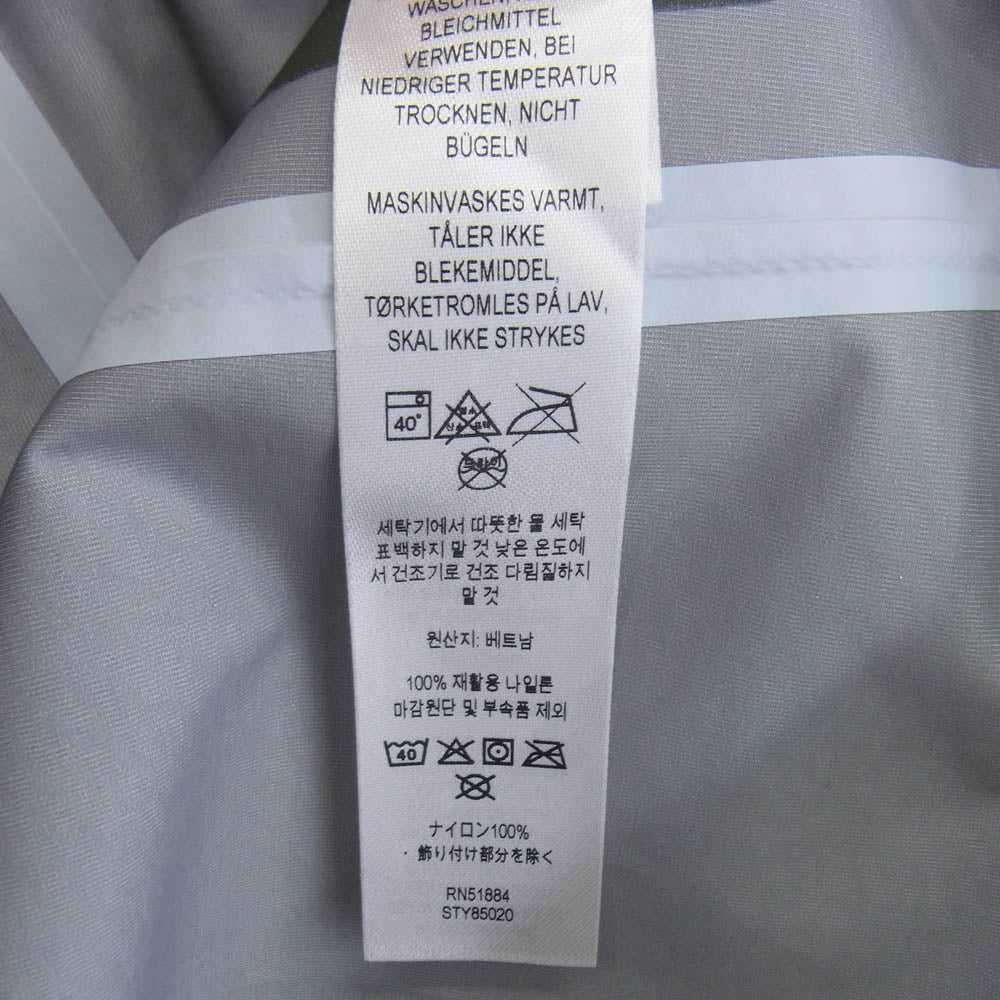 WASCHEN,
BLEICHMITTEL
VERWENDEN, BEI
NIEDRIGER TEMPERATUR
TROCKNEN, NICHT
BÜGELN
MASKINVASKES VARMT,
TÅLER IKKE
BLEKEMIDDEL,
TØRKETROMLES PÅ LAV,
SKAL IKKE STRYKES
40°
드라이
세탁기에서 따뜻한 물 세탁
표백하지 말 것 낮은 온도에
서 건조기로 건조 다림질하지
말 것
원산지: 베트남
100% 재활용 나일론
마감원단 및 부속품 제외
40
ナイロン100%
・飾り付け部分を除く
RN51884
STY85020